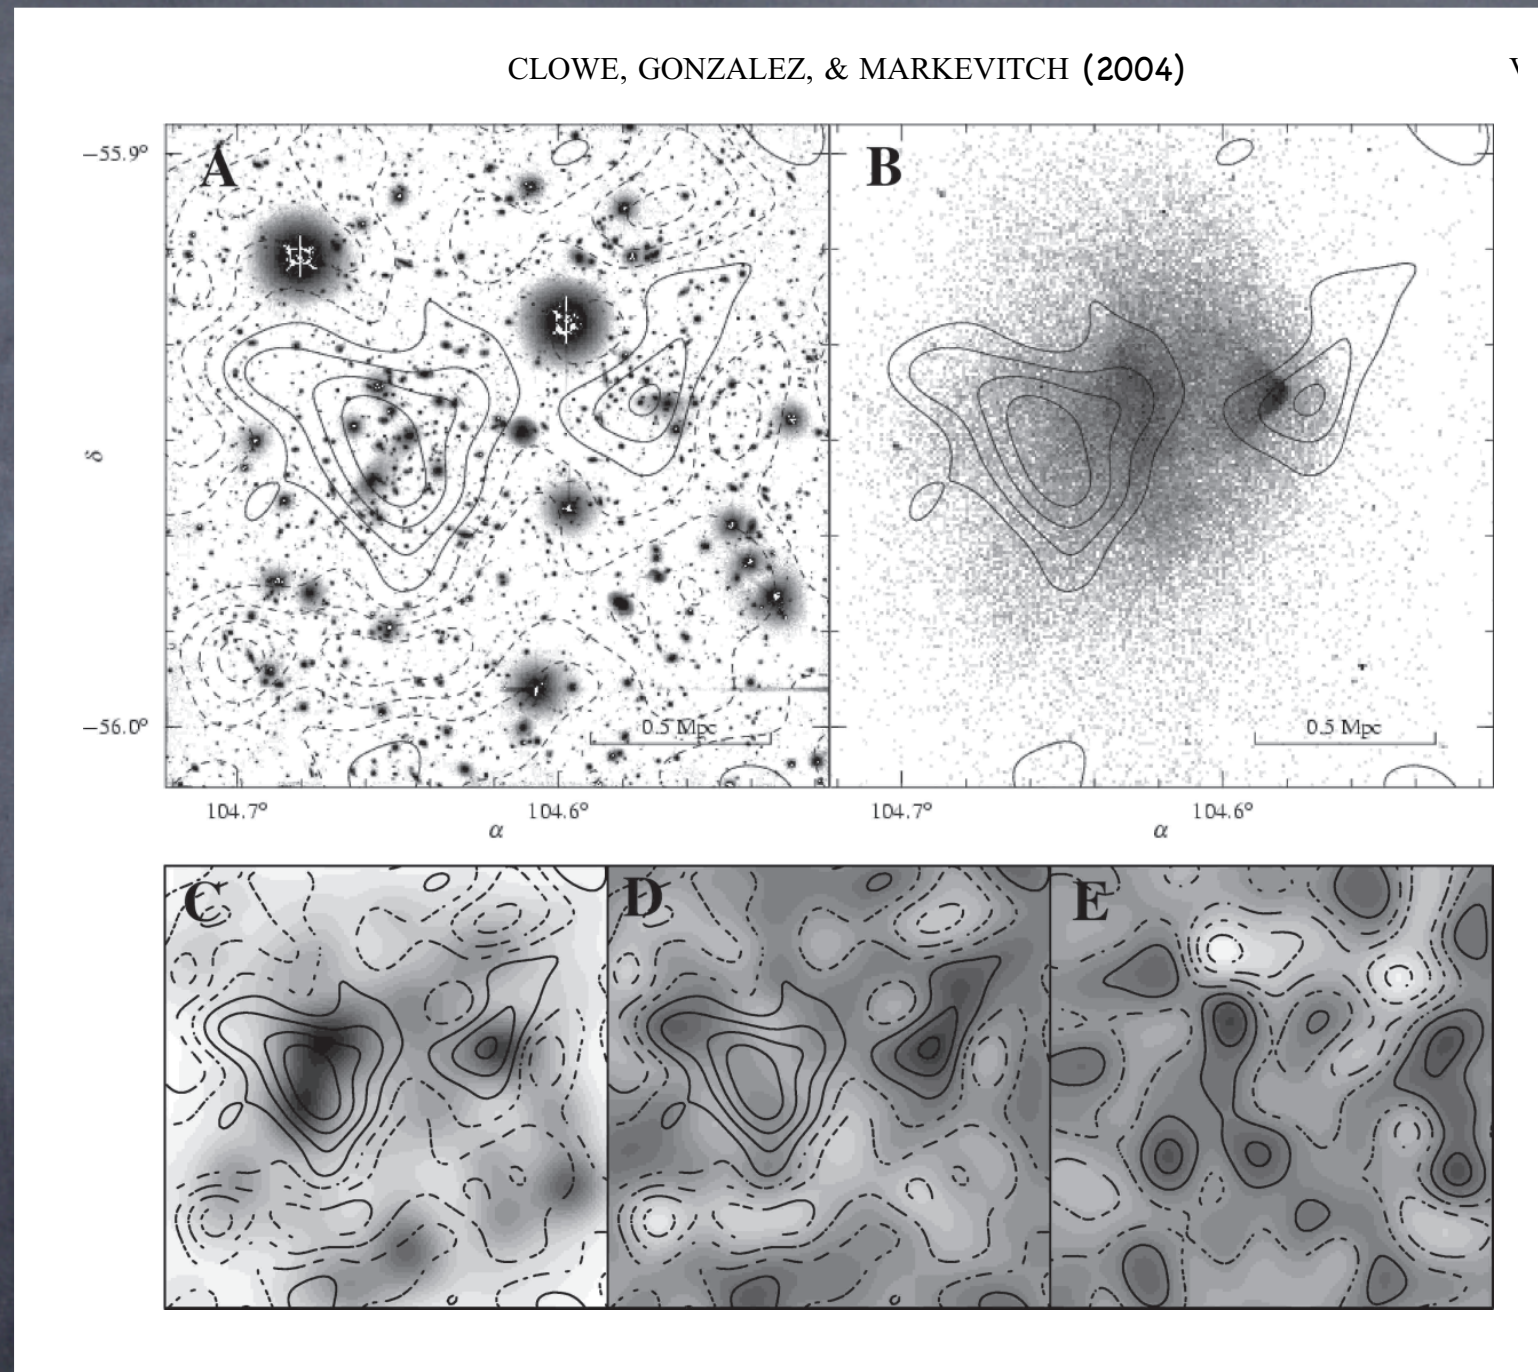 CLOWE, GONZALEZ, & MARKEVITCH (2004)
A
B
−55.9°
δ
−56.0°
0.5 Mpc
0.5 Mpc
104.7°
104.6°
104.7°
104.6°
α
α
C
D
E